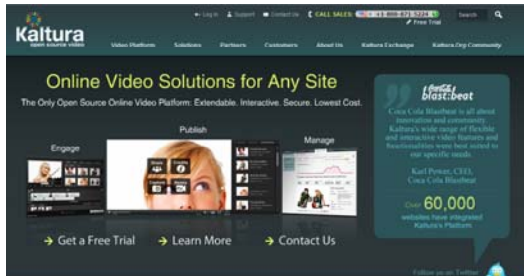 Log In Support Contact Us CALL SALES: +1-800-871-5224 Search
Free Trial
Kaltura
open source video
Video Platform Solutions Partners Customers About Us Kaltura Exchange Kaltura.Org Community
Online Video Solutions for Any Site
The Only Open Source Online Video Platform: Extendable. Interactive. Secure. Lowest Cost.
Publish
Engage
Manage
Share
Coca-Cola
blast:beat
Coca Cola Blastbeat is all about
innovation and community.
Kaltura's wide range of flexible
and interactive video features and
functionalities were best suited to
our specific needs.
Karl Power, CEO,
Coca Cola Blastbeat
Over 60,000
websites have integrated
Kaltura's Platform
Get a Free Trial Learn More Contact Us
Follow us on Twitter